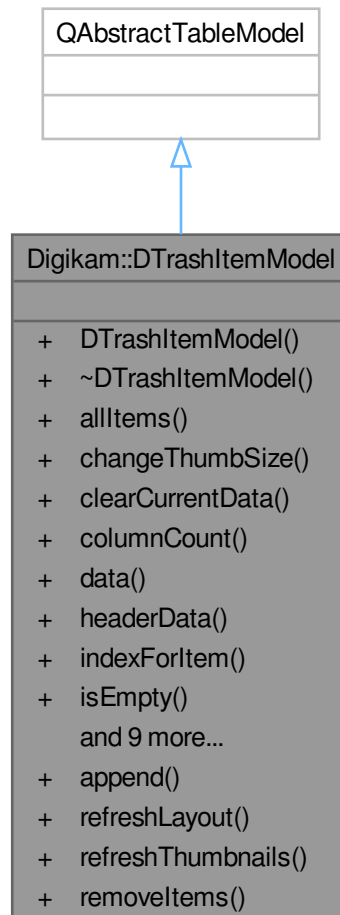 QAbstractTableModel
Digikam::DTrashItemModel
+ DTrashItemModel()
+ ~DTrashItemModel()
+ allItems()
+ changeThumbSize()
+ clearCurrentData()
+ columnCount()
+ data()
+ headerData()
+ indexForItem()
+ isEmpty()
and 9 more...
+ append()
+ refreshLayout()
+ refreshThumbnails()
+ removeItems()